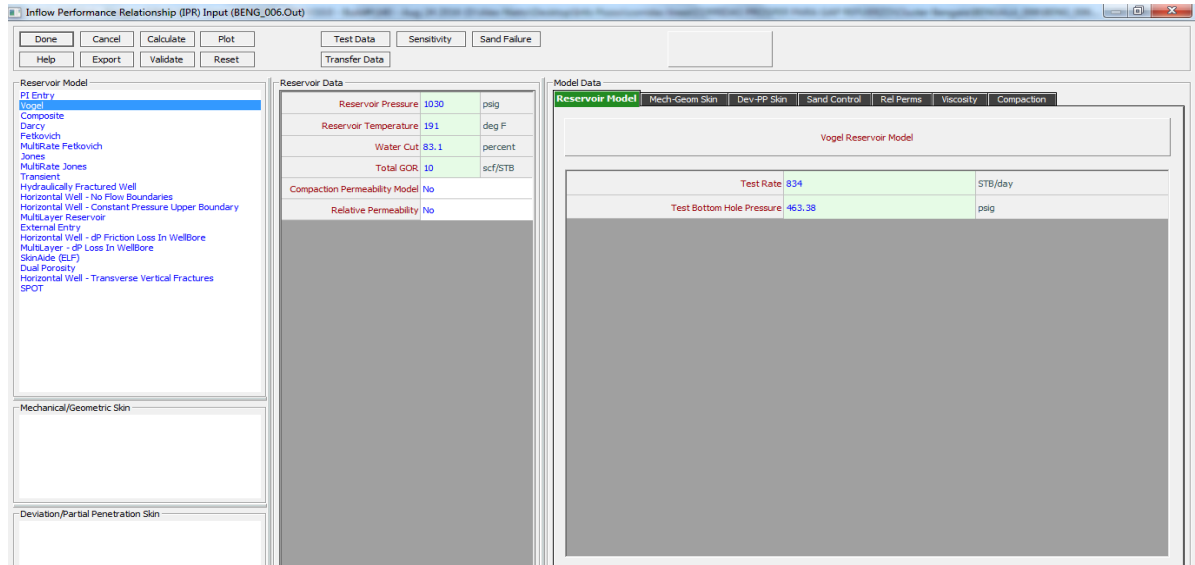 Inflow Performance Relationship (IPR) Input (BENG_006.Out)
Done Cancel Calculate Plot Test Data Sensitivity Sand Failure
Help Export Validate Reset Transfer Data
Reservoir Model
PI Entry
Vogel
Composite
Darcy
Fetkovich
MultiRate Fetkovich
Jones
MultiRate Jones
Transient
Hydraulically Fractured Well
Horizontal Well - No Flow Boundaries
Horizontal Well - Constant Pressure Upper Boundary
MultiLayer Reservoir
External Entry
Horizontal Well - dP Friction Loss In WellBore
MultiLayer - dP Loss In WellBore
SkinAide (ELF)
Dual Porosity
Horizontal Well - Transverse Vertical Fractures
SPOT
Mechanical/Geometric Skin
Deviation/Partial Penetration Skin
Reservoir Data
Reservoir Pressure 1030 psig
Reservoir Temperature 191 deg F
Water Cut 83.1 percent
Total GOR 10 scf/STB
Compaction Permeability Model No
Relative Permeability No
Model Data
Reservoir Model Mech-Geom Skin Dev-PP Skin Sand Control Rel Perms Viscosity Compaction
Vogel Reservoir Model
Test Rate 834 STB/day
Test Bottom Hole Pressure 463.38 psig